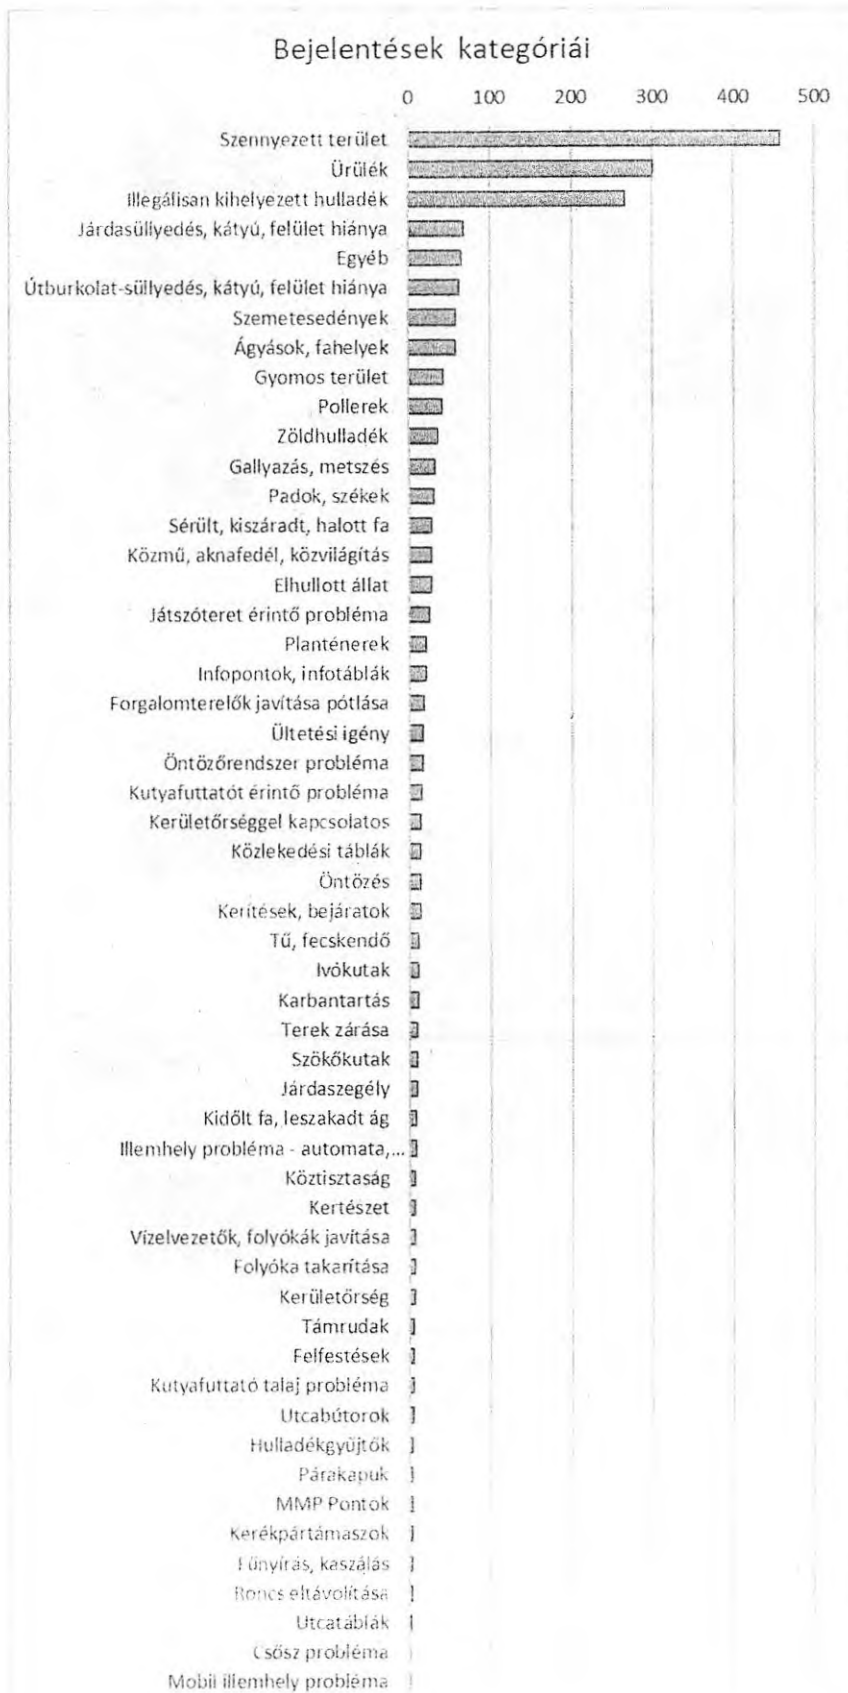 Bejelentések kategóriái
0 100 200 300 400 500
Szennyezett terület
Ürülék
Illegálisan kihelyezett hulladék
Járdasüllyedés, kátyú, felület hiánya
Egyéb
Útburkolat-süllyedés, kátyú, felület hiánya
Szemetesedények
Ágyások, fahelyek
Gyomos terület
Pollerek
Zöldhulladék
Gallyazás, metszés
Padok, székek
Sérült, kiszáradt, halott fa
Közmű, aknafedél, közvilágítás
Elhullott állat
Játszóteret érintő probléma
Planténerek
Infopontok, infotáblák
Forgalomterelők javítása pótlása
Ültetési igény
Öntözőrendszer probléma
Kutyafuttatót érintő probléma
Kerületőrséggel kapcsolatos
Közlekedési táblák
Öntözés
Kerítések, bejáratok
Tű, fecskendő
Ivókutak
Karbantartás
Terek zárása
Szökőkutak
Járdaszegély
Kidőlt fa, leszakadt ág
Illemhely probléma - automata,...
Köztisztaság
Kertészet
Vízelvezetők, folyókák javítása
Folyóka takarítása
Kerületőrség
Támrudak
Felfestések
Kutyafuttató talaj probléma
Utcabútorok
Hulladékgyűjtők
Párakapuk
MMP Pontok
Kerékpártámaszok
Fűnyírás, kaszálás
Roncs eltávolítása
Utcatáblák
Csősz probléma
Mobil illemhely probléma